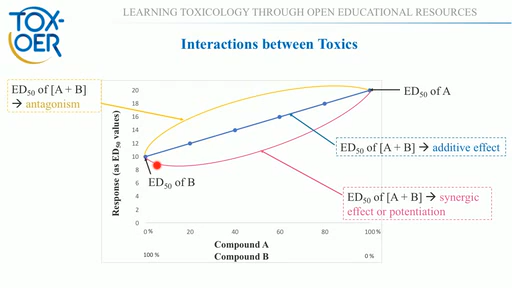 TOX-
OER
LEARNING TOXICOLOGY THROUGH OPEN EDUCATIONAL RESOURCES
Interactions between Toxics
ED50 of [A + B]
→ antagonism
ED50 of A
ED50 of [A + B] → additive effect
ED50 of B
ED50 of [A + B] → synergic
effect or potentiation
Response (as ED50 values)
20
18
16
14
12
10
8
6
4
2
0
0 % 20 40 60 80 100%
Compound A
100 % Compound B 0 %